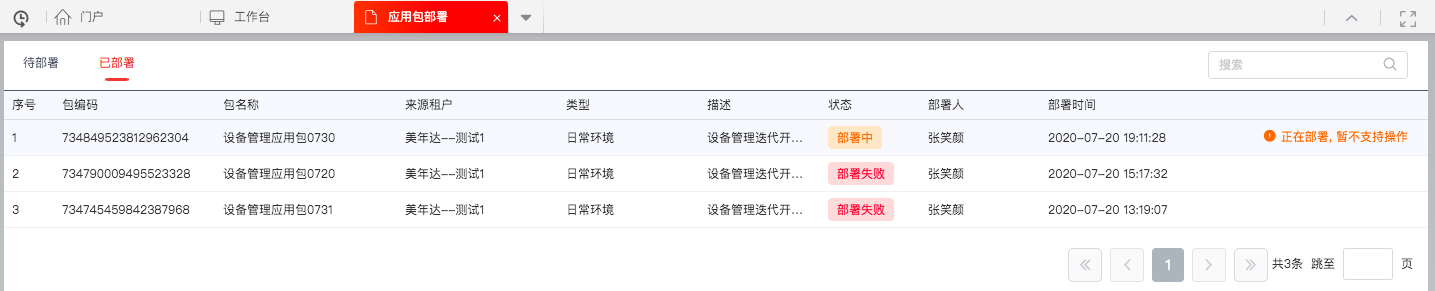 门户 工作台 应用包部署
待部署 已部署 搜索
序号 包编码 包名称 来源租户 类型 描述 状态 部署人 部署时间
1 734849523812962304 设备管理应用包0730 美年达--测试1 日常环境 设备管理迭代开... 部署中 张笑颜 2020-07-20 19:11:28 正在部署, 暂不支持操作
2 734790009495523328 设备管理应用包0720 美年达--测试1 日常环境 设备管理迭代开... 部署失败 张笑颜 2020-07-20 15:17:32
3 734745459842387968 设备管理应用包0731 美年达--测试1 日常环境 设备管理迭代开... 部署失败 张笑颜 2020-07-20 13:19:07
1 共3条 跳至 页